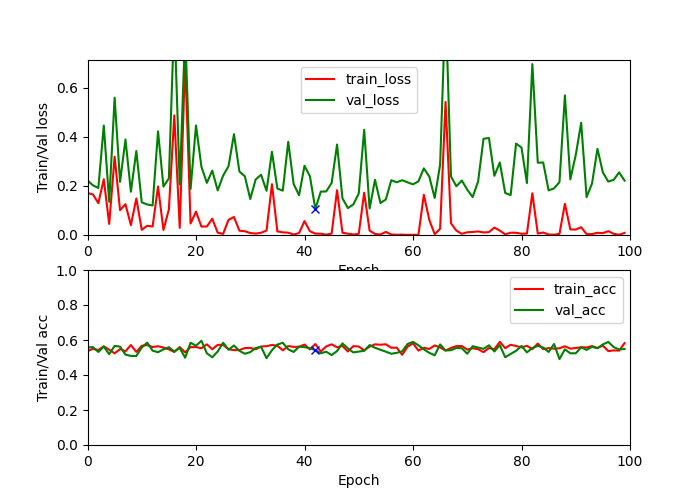 0.6
0.4
0.2
0.0
Train/Val loss
train_loss
val_loss
0 20 40 60 80 100
Epoch
1.0
0.8
0.6
0.4
0.2
0.0
Train/Val acc
train_acc
val_acc
0 20 40 60 80 100
Epoch